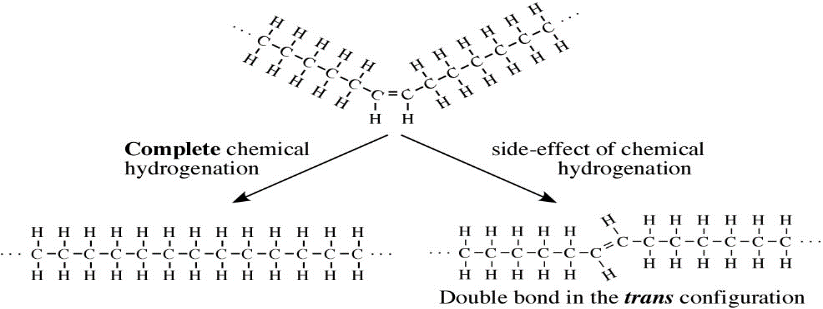 H H H H H H H H H H H
··· C-C-C-C-C-C=C-C-C-C-C-C-C ···
H H H H H H H H H H H
H H
Complete chemical
hydrogenation
side-effect of chemical
hydrogenation
H H H H H H H H H H H H H
··· C-C-C-C-C-C-C-C-C-C-C-C-C ···
H H H H H H H H H H H H H
H H H H H H H H H H H H
··· C-C-C-C-C-C=C-C-C-C-C-C-C ···
H H H H H H H H H H H H
Double bond in the trans configuration